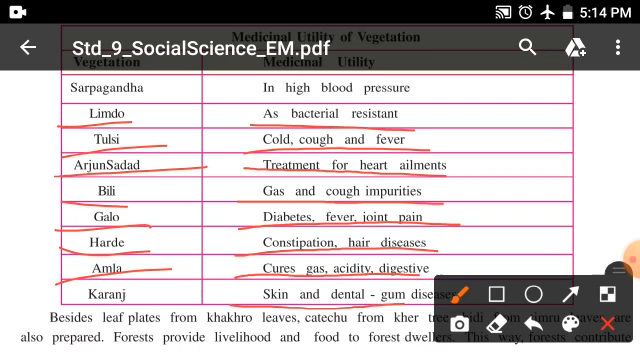 5:14 PM
Std_9_SocialScience_EM.pdf
Medicinal Utility of Vegetation
Vegetation Medicinal Utility
Sarpagandha In high blood pressure
Limdo As bacterial resistant
Tulsi Cold, cough and fever
ArjunSadad Treatment for heart ailments
Bili Gas and cough impurities
Galo Diabetes, fever, joint pain
Harde Constipation, hair diseases
Amla Cures gas, acidity, digestive
Karanj Skin and dental - gum diseases
Besides leaf plates from khakhro leaves, catechu from kher tree,
also prepared. Forests provide livelihood and food to forest dwellers. This way, forests contribute